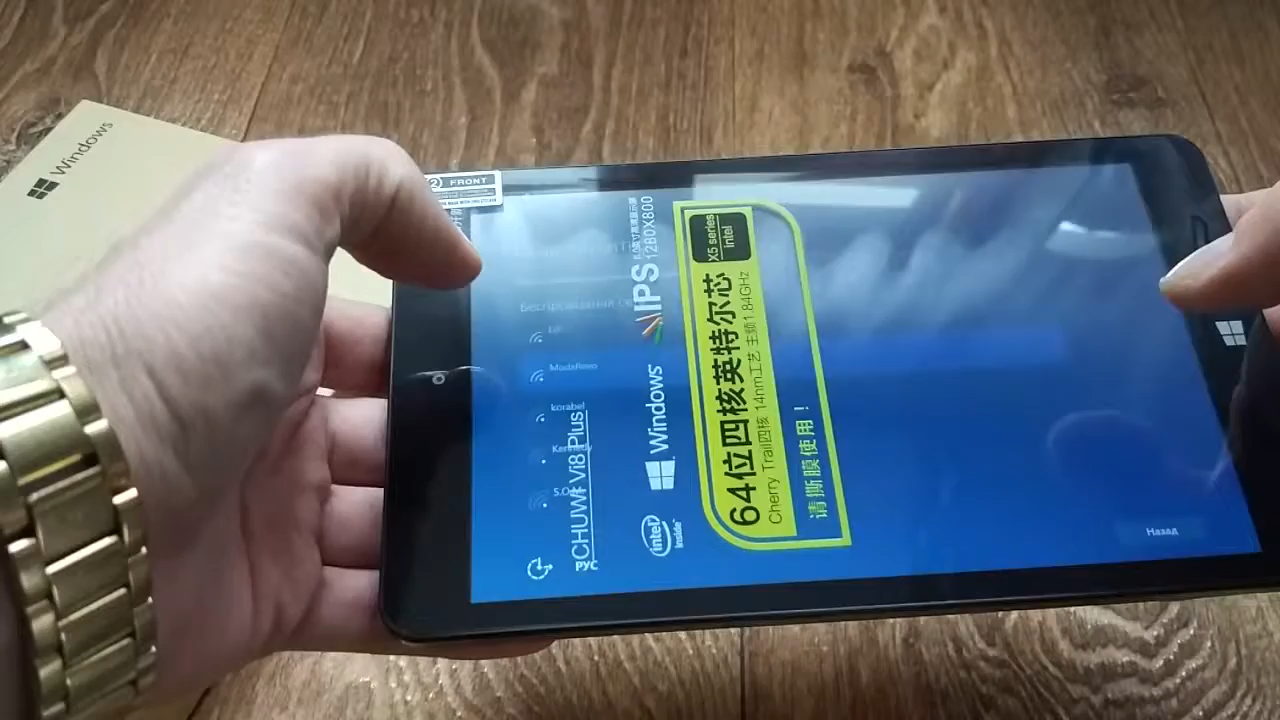 Windows
FRONT
IPS
1280X800
Windows
intel
inside
CHUWI Vi8 Plus
X5 series
Intel
64位四核英特尔芯
Cherry Trail四核 14nm工艺 主频1.84GHz
请撕膜使用！
ModaRevo
korabel
Kennedy
РУС
Назад